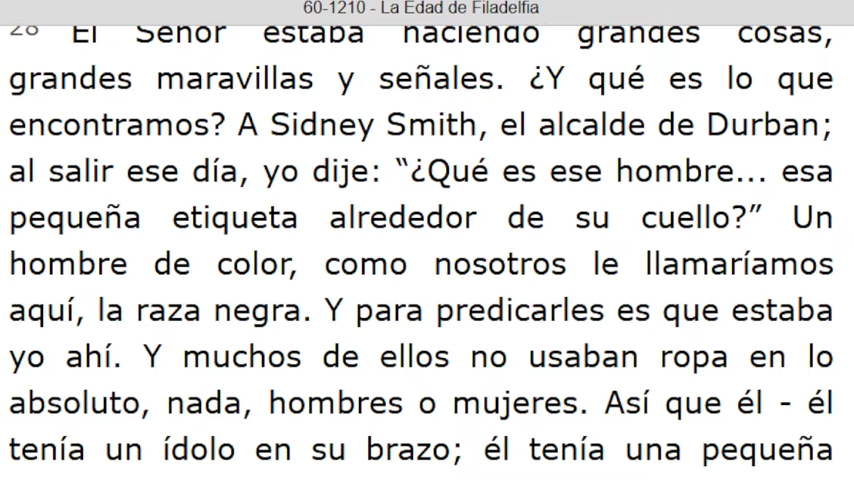 60-1210 - La Edad de Filadelfia
28 El Señor estaba haciendo grandes cosas,
grandes maravillas y señales. ¿Y qué es lo que
encontramos? A Sidney Smith, el alcalde de Durban;
al salir ese día, yo dije: “¿Qué es ese hombre... esa
pequeña etiqueta alrededor de su cuello?” Un
hombre de color, como nosotros le llamaríamos
aquí, la raza negra. Y para predicarles es que estaba
yo ahí. Y muchos de ellos no usaban ropa en lo
absoluto, nada, hombres o mujeres. Así que él - él
tenía un ídolo en su brazo; él tenía una pequeña